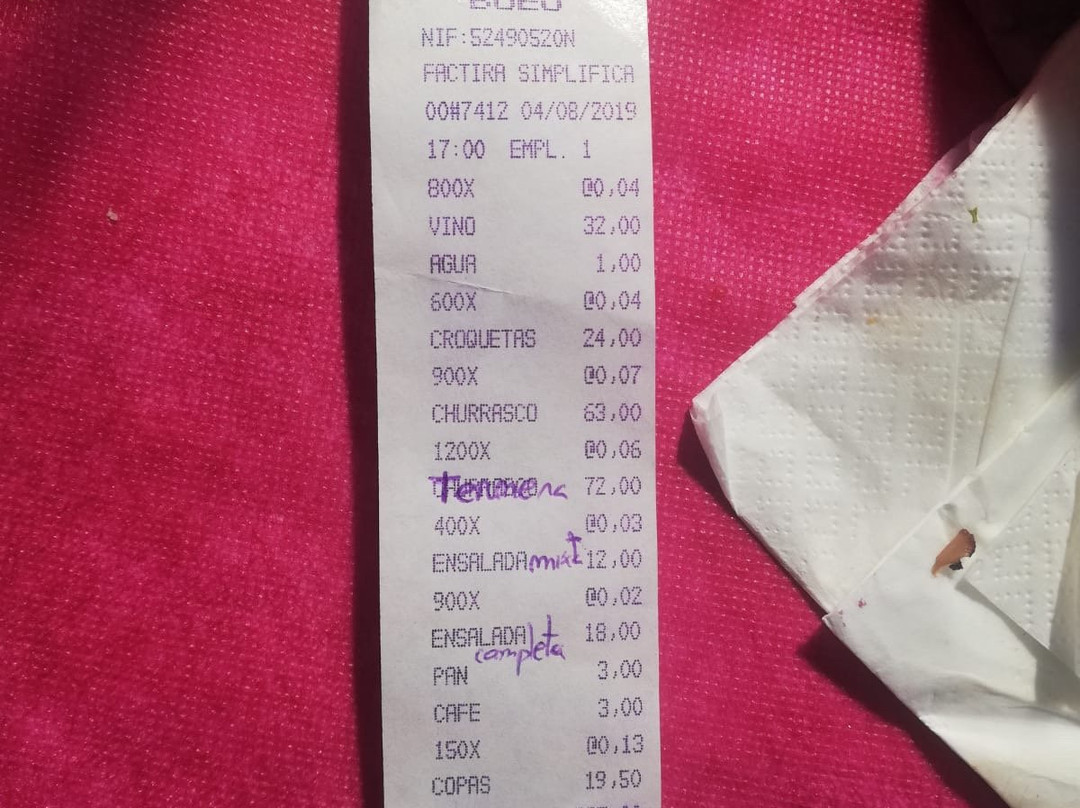 NIF:52490520N
FACTIRA SIMPLIFICA
00#7412 04/08/2019
17:00 EMPL. 1
800X @0,04
VINO 32,00
AGUA 1,00
600X @0,04
CROQUETAS 24,00
900X @0,07
CHURRASCO 63,00
1200X @0,06
Ternera 72,00
400X @0,03
ENSALADA mixt 12,00
900X @0,02
ENSALADA 18,00
completa
PAN 3,00
CAFE 3,00
150X @0,13
COPAS 19,50